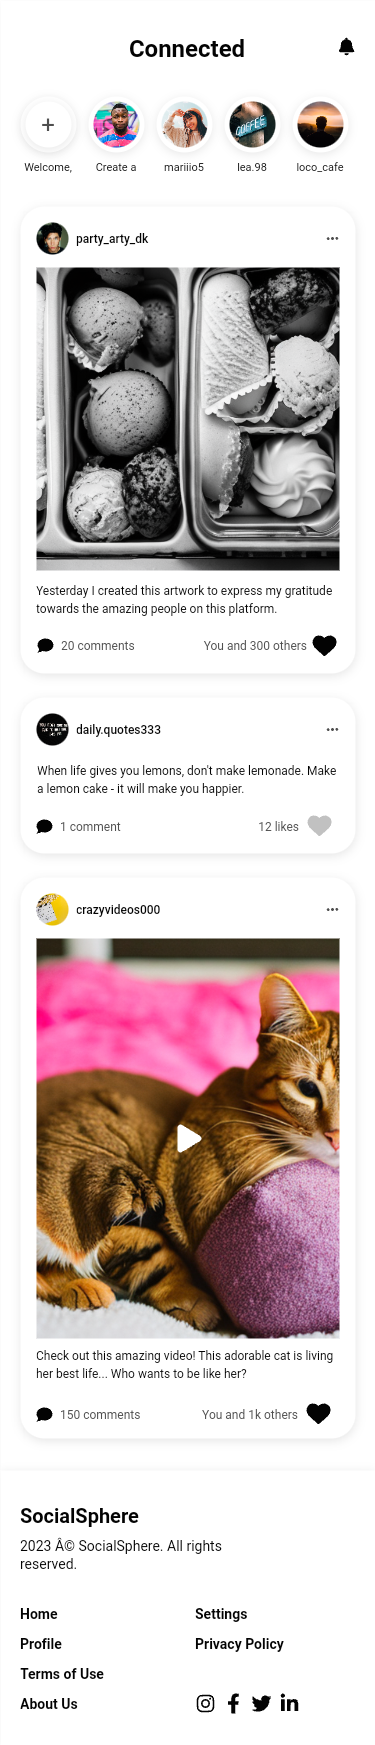 Connected
Welcome,
Create a
mariiio5
lea.98
loco_cafe
COFFEE
party_arty_dk
Yesterday I created this artwork to express my gratitude
towards the amazing people on this platform.
20 comments
You and 300 others
daily.quotes333
When life gives you lemons, don't make lemonade. Make
a lemon cake - it will make you happier.
1 comment
12 likes
crazyvideos000
Check out this amazing video! This adorable cat is living
her best life... Who wants to be like her?
150 comments
You and 1k others
SocialSphere
2023 Â© SocialSphere. All rights
reserved.
Home
Settings
Profile
Privacy Policy
Terms of Use
About Us